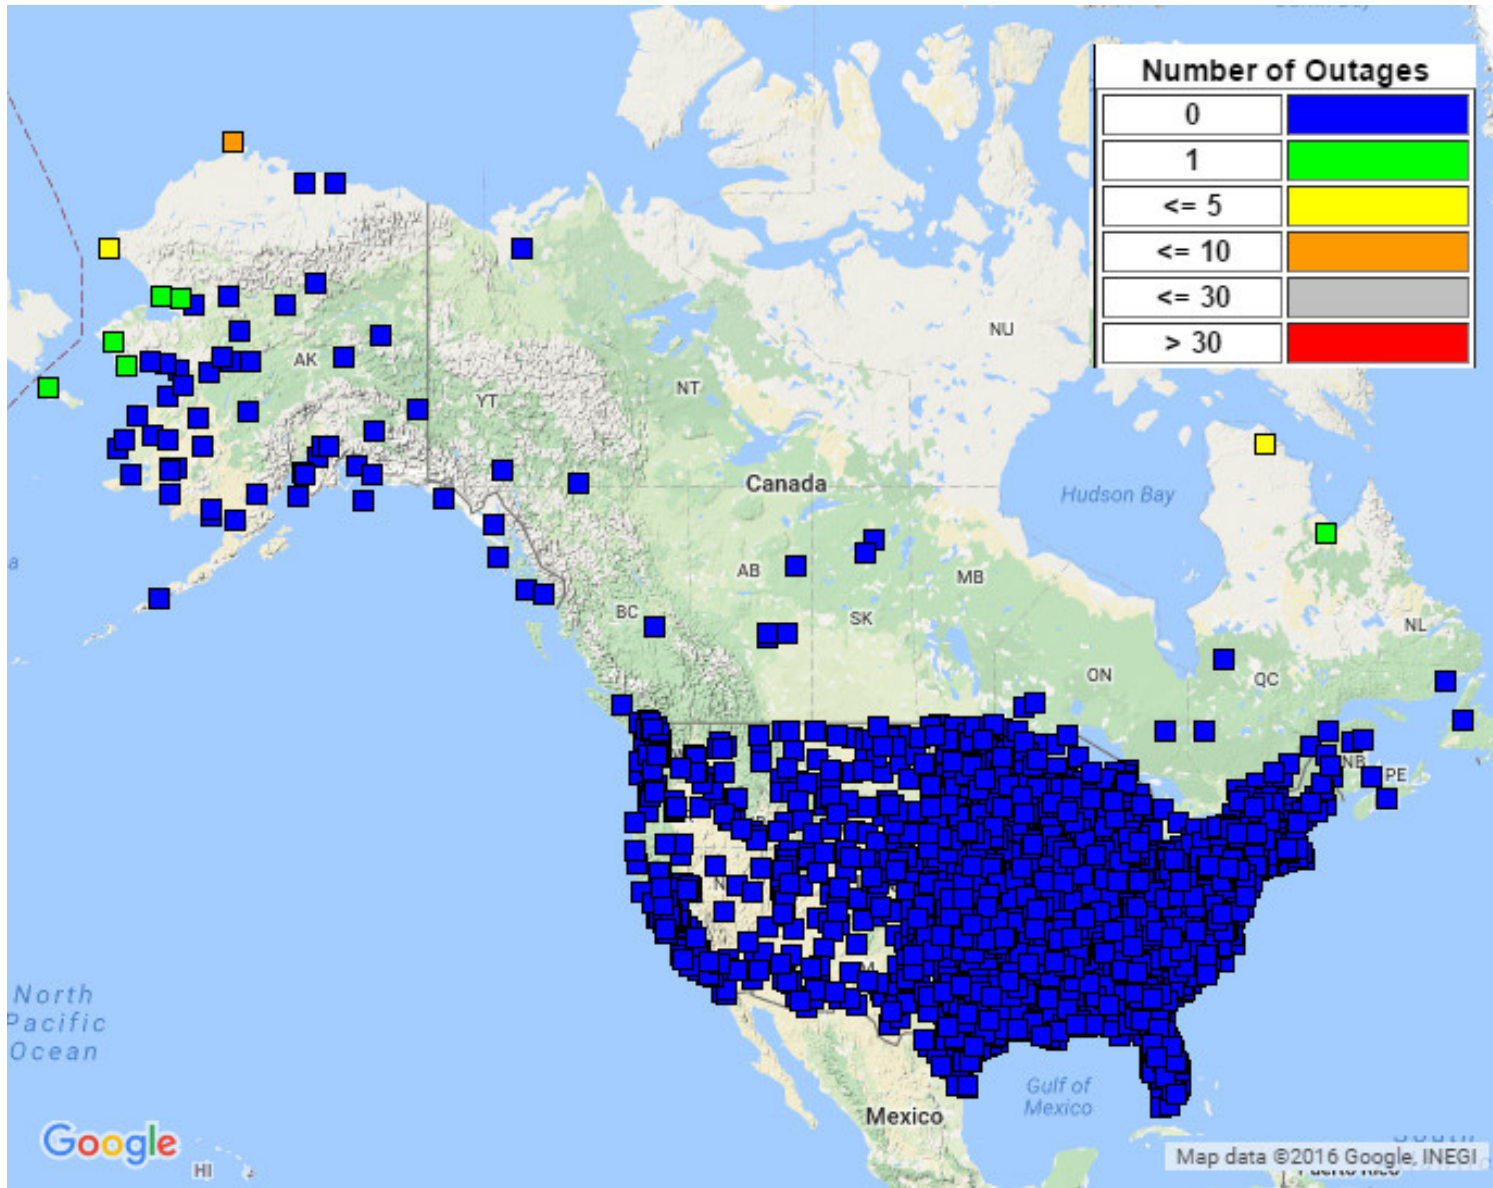 Number of Outages
0
1
<= 5
<= 10
<= 30
> 30
NU
AK
NT
YT
Canada
Hudson Bay
AB
MB
BC
SK
NL
ON
QC
NB
PE
North
Pacific
Ocean
Gulf of
Mexico
Mexico
Google
HI
Map data ©2016 Google, INEGI